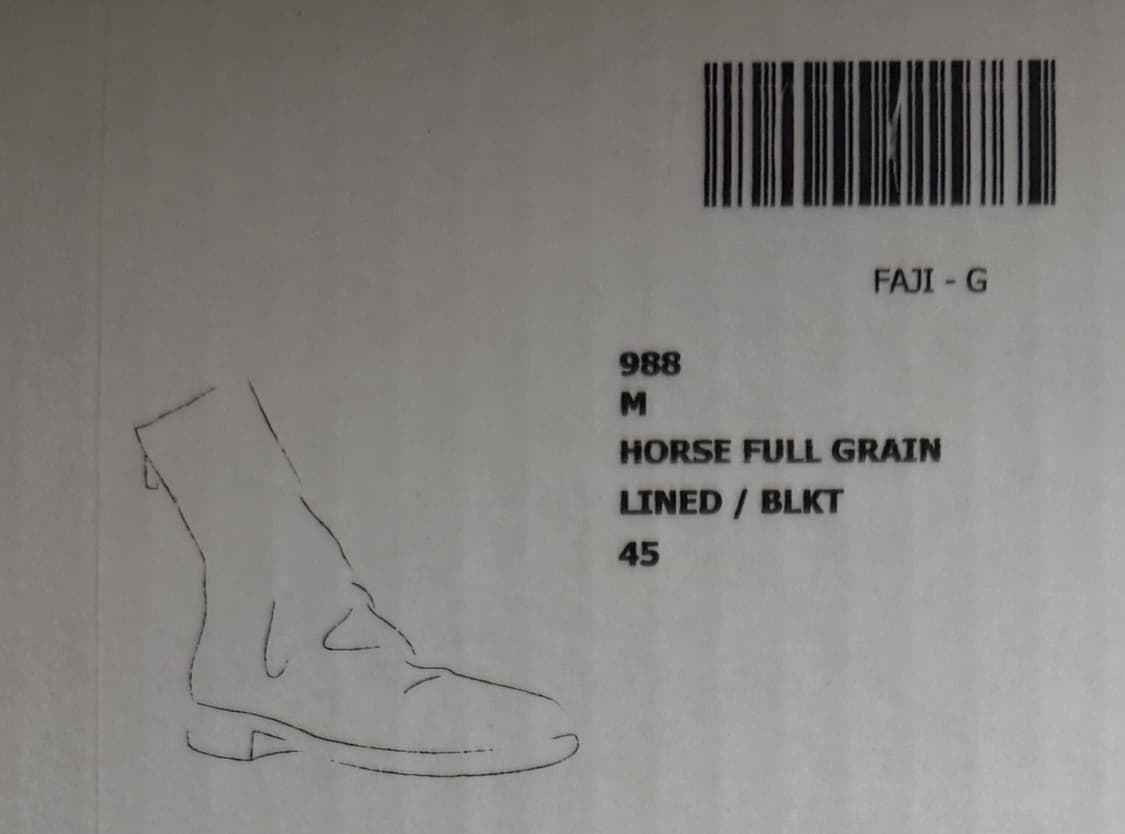 FAJI - G
988
M
HORSE FULL GRAIN
LINED / BLKT
45